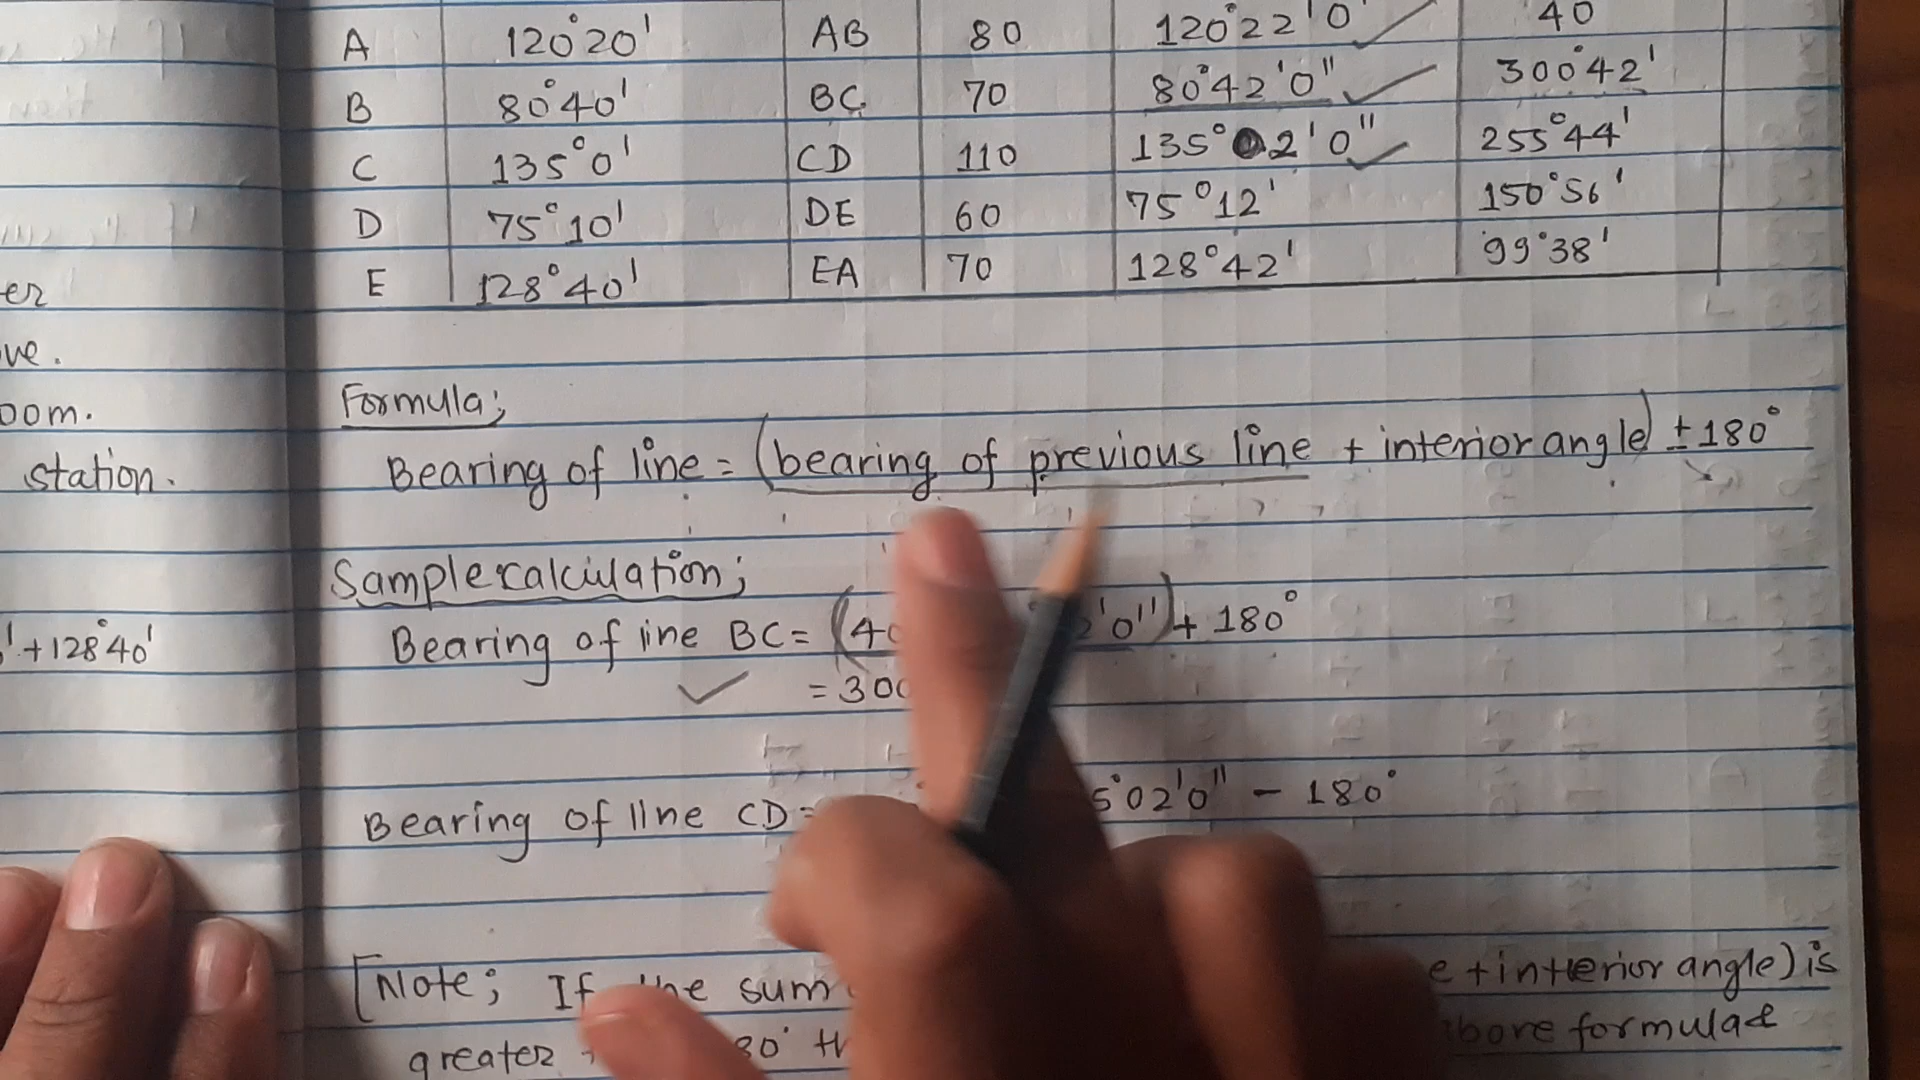 A 120°20' AB 80 120°22'0" 40
B 80°40' BC 70 80°42'0" 300°42'
C 135°0' CD 110 135°02'0" 255°44'
D 75°10' DE 60 75°12' 150°56'
E 128°40' EA 70 128°42' 99°38'
er
ve.
oom.
station.
'+128°40'
Formula;
Bearing of line = (bearing of previous line + interior angle) ± 180°
Sample calculation;
Bearing of line BC = (40 2'0") + 180°
= 300
Bearing of line CD = 5°02'0" - 180°
[Note; If the sum e + interior angle) is
greater 80° above formula &